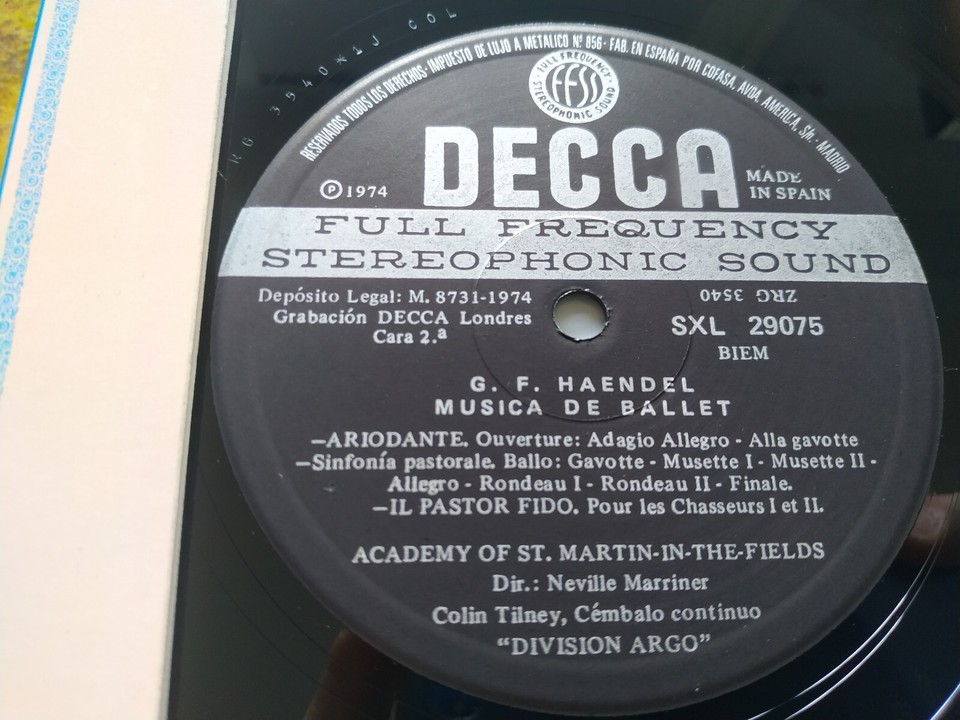 RG 3540*1J COL
RESERVADOS TODOS LOS DERECHOS-IMPUESTO DE LUJO A METALICO Nº 856-FAB. EN ESPAÑA POR COFASA, AVDA. AMERICA, S/n.-MADRID
FULL FREQUENCY
FFSS
STEREOPHONIC SOUND
DECCA
℗ 1974
MADE
IN SPAIN
FULL FREQUENCY
STEREOPHONIC SOUND
Depósito Legal: M. 8731-1974
Grabación DECCA Londres
Cara 2.ª
ZRG 3540
SXL 29075
BIEM
G. F. HAENDEL
MUSICA DE BALLET
—ARIODANTE. Ouverture: Adagio Allegro - Alla gavotte
—Sinfonía pastorale. Ballo: Gavotte - Musette I - Musette II -
Allegro - Rondeau I - Rondeau II - Finale.
—IL PASTOR FIDO. Pour les Chasseurs I et II.
ACADEMY OF ST. MARTIN-IN-THE-FIELDS
Dir.: Neville Marriner
Colin Tilney, Cémbalo continuo
“DIVISION ARGO”